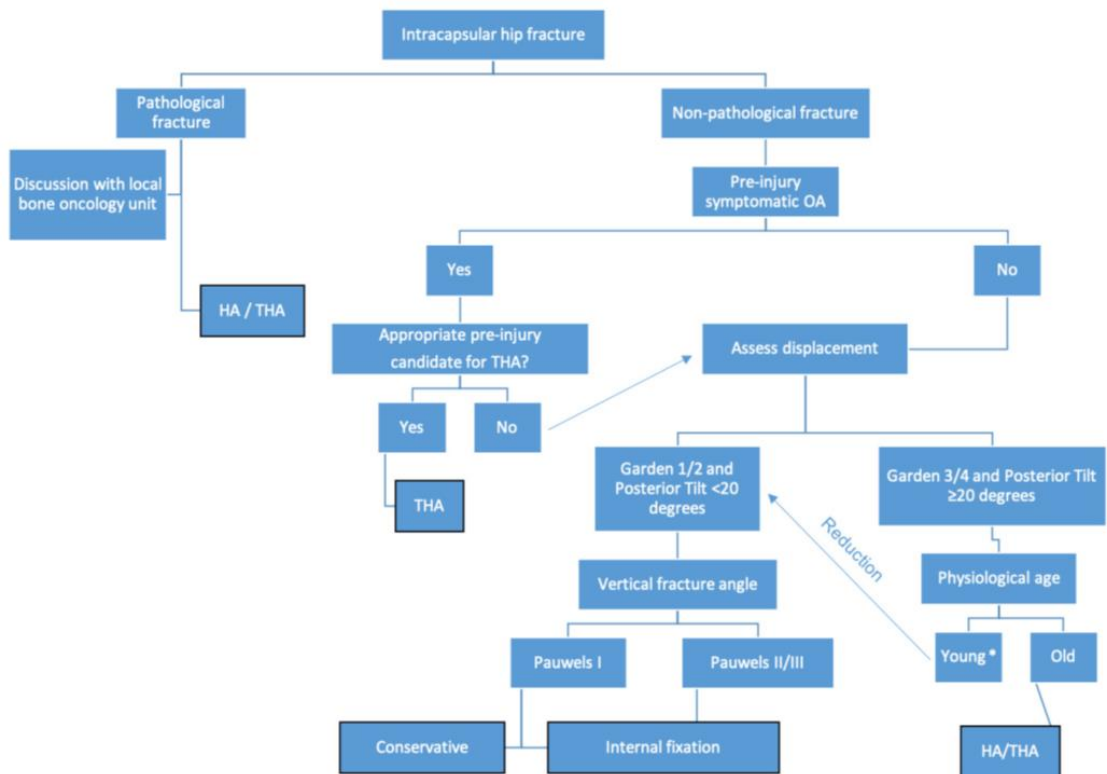 Intracapsular hip fracture
Pathological
fracture
Non-pathological fracture
Discussion with local
bone oncology unit
Pre-injury
symptomatic OA
Yes
No
HA / THA
Appropriate pre-injury
candidate for THA?
Assess displacement
Yes
No
THA
Garden 1/2 and
Posterior Tilt <20
degrees
Garden 3/4 and Posterior Tilt
≥20 degrees
Reduction
Vertical fracture angle
Physiological age
Pauwels I
Pauwels II/III
Young*
Old
Conservative
Internal fixation
HA/THA